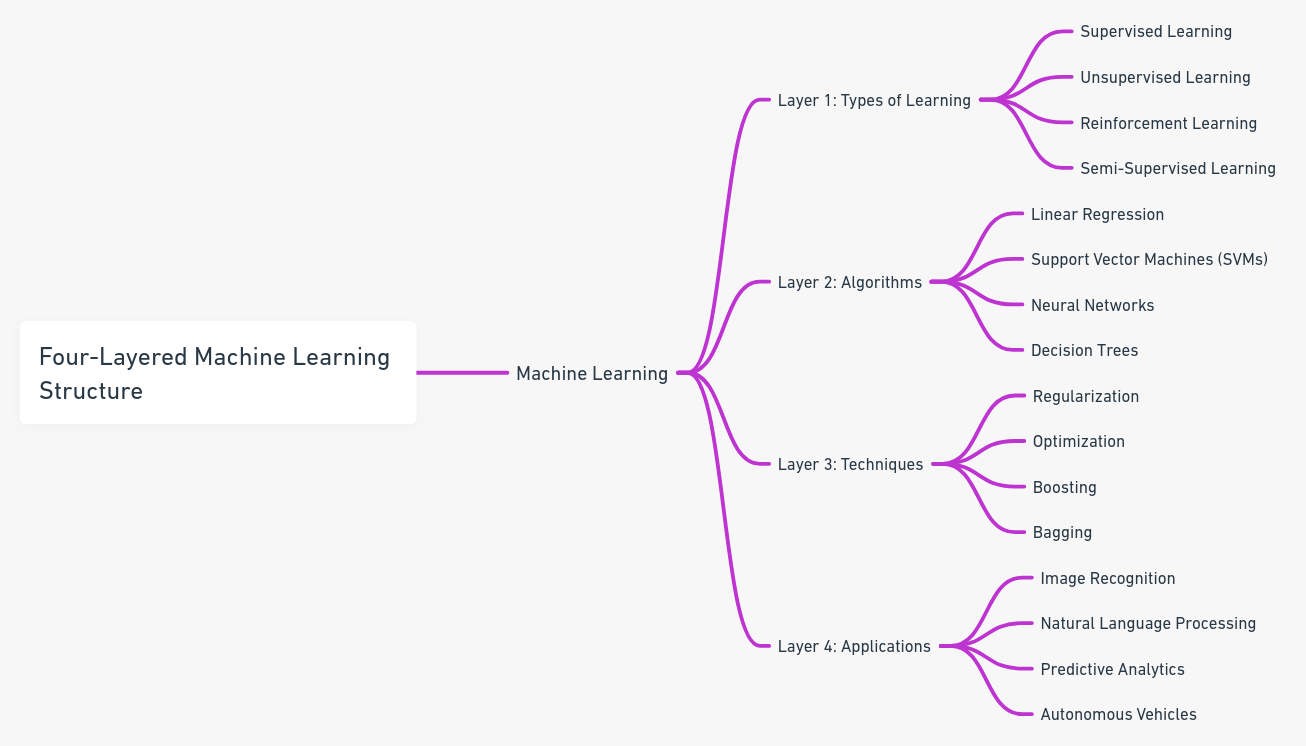 Four-Layered Machine Learning
Structure
Machine Learning
Layer 1: Types of Learning
Supervised Learning
Unsupervised Learning
Reinforcement Learning
Semi-Supervised Learning
Layer 2: Algorithms
Linear Regression
Support Vector Machines (SVMs)
Neural Networks
Decision Trees
Layer 3: Techniques
Regularization
Optimization
Boosting
Bagging
Layer 4: Applications
Image Recognition
Natural Language Processing
Predictive Analytics
Autonomous Vehicles